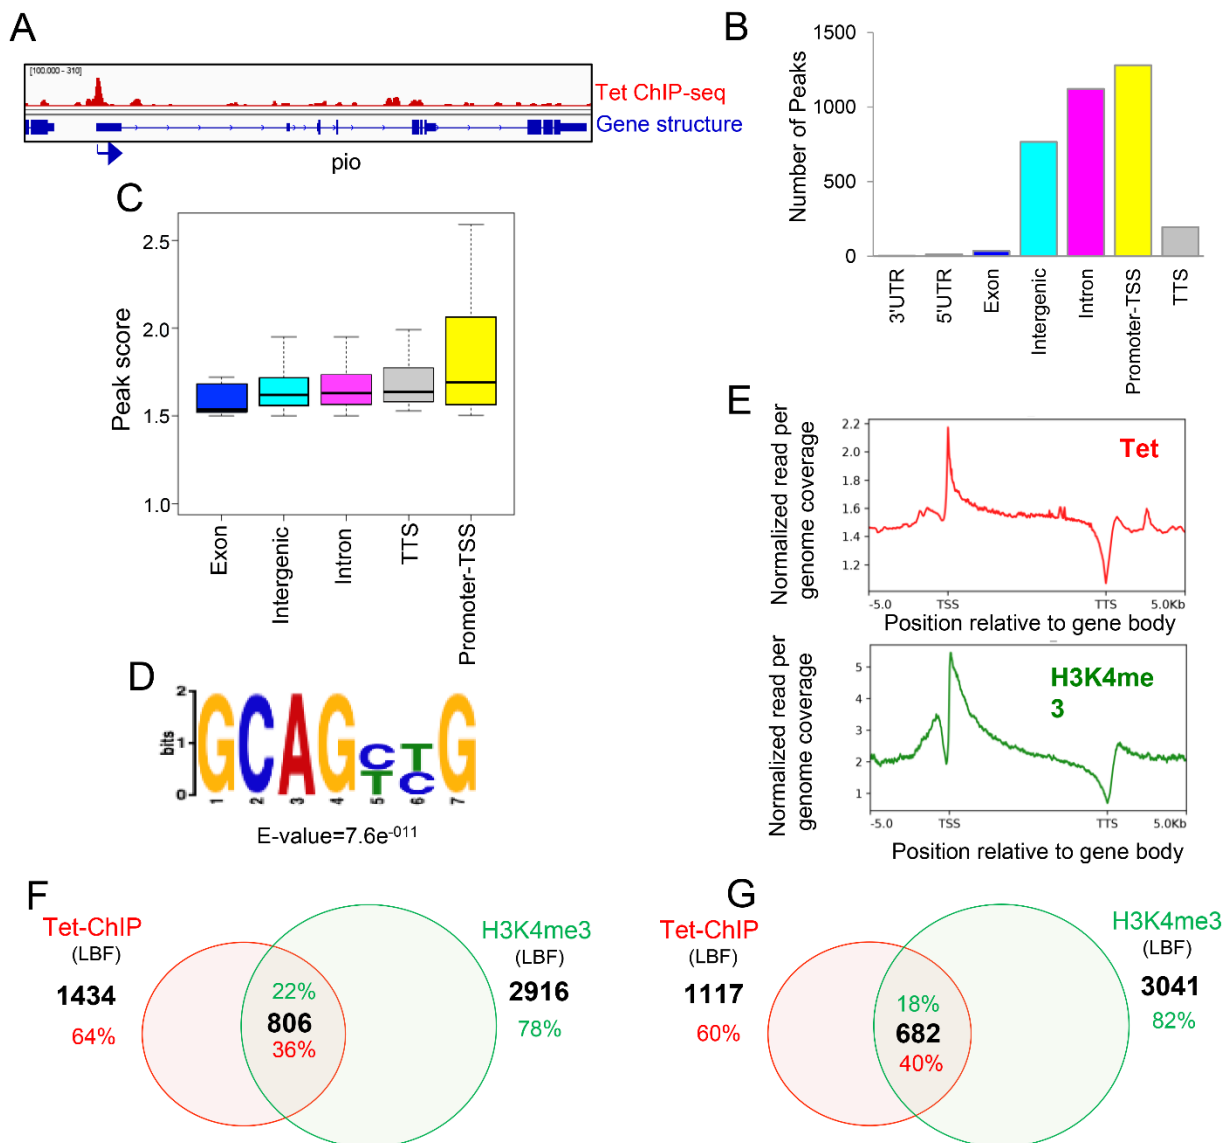 A
[100.000 - 310]
Tet ChIP-seq
Gene structure
pio
B
Number of Peaks
1500
1000
500
0
3'UTR
5'UTR
Exon
Intergenic
Intron
Promoter-TSS
TTS
C
Peak score
2.5
2.0
1.5
1.0
Exon
Intergenic
Intron
TTS
Promoter-TSS
D
bits
2
1
0
GCAGCTG
TC
1 2 3 4 5 6 7
E-value=7.6e-011
E
Normalized read per
genome coverage
2.2
2.0
1.8
1.6
1.4
1.2
Tet
-5.0 TSS TTS 5.0Kb
Position relative to gene body
Normalized read per
genome coverage
5
4
3
2
1
H3K4me
3
-5.0 TSS TTS 5.0Kb
Position relative to gene body
F
Tet-ChIP
(LBF)
1434
64%
22%
806
36%
H3K4me3
(LBF)
2916
78%
G
Tet-ChIP
(LBF)
1117
60%
18%
682
40%
H3K4me3
(LBF)
3041
82%